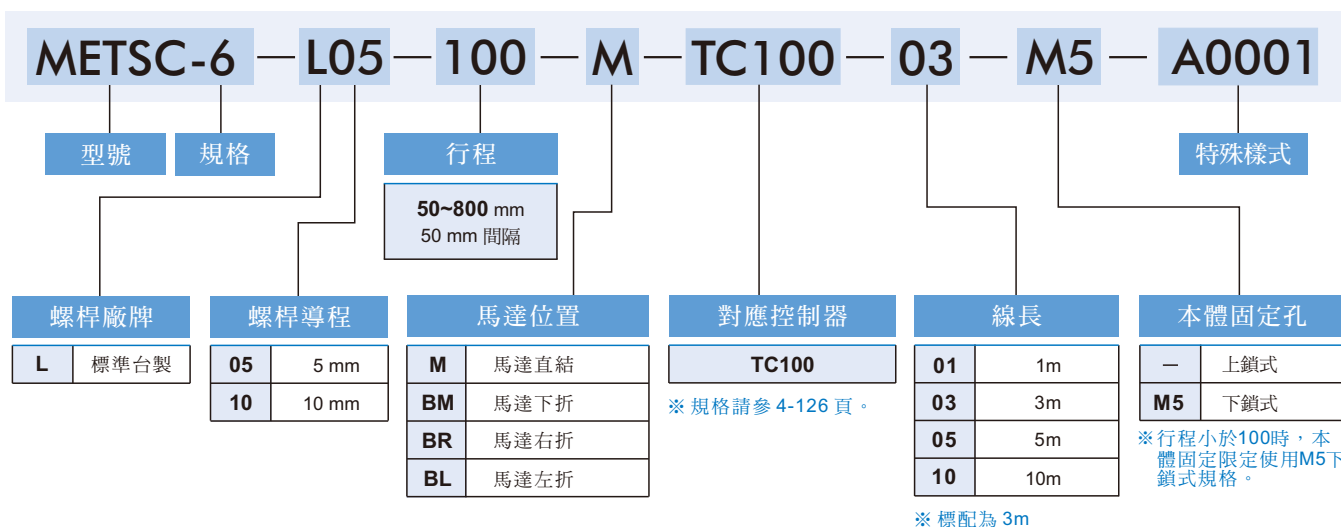 METSC-6 — L05 — 100 — M — TC100 — 03 — M5 — A0001
型號
規格
行程
特殊樣式
50~800 mm
50 mm 間隔
螺桿廠牌
L 標準台製
螺桿導程
05 5 mm
10 10 mm
馬達位置
M 馬達直結
BM 馬達下折
BR 馬達右折
BL 馬達左折
對應控制器
TC100
※ 規格請參 4-126 頁。
線長
01 1m
03 3m
05 5m
10 10m
※ 標配為 3m
本體固定孔
— 上鎖式
M5 下鎖式
※行程小於100時，本
體固定限定使用M5下
鎖式規格。